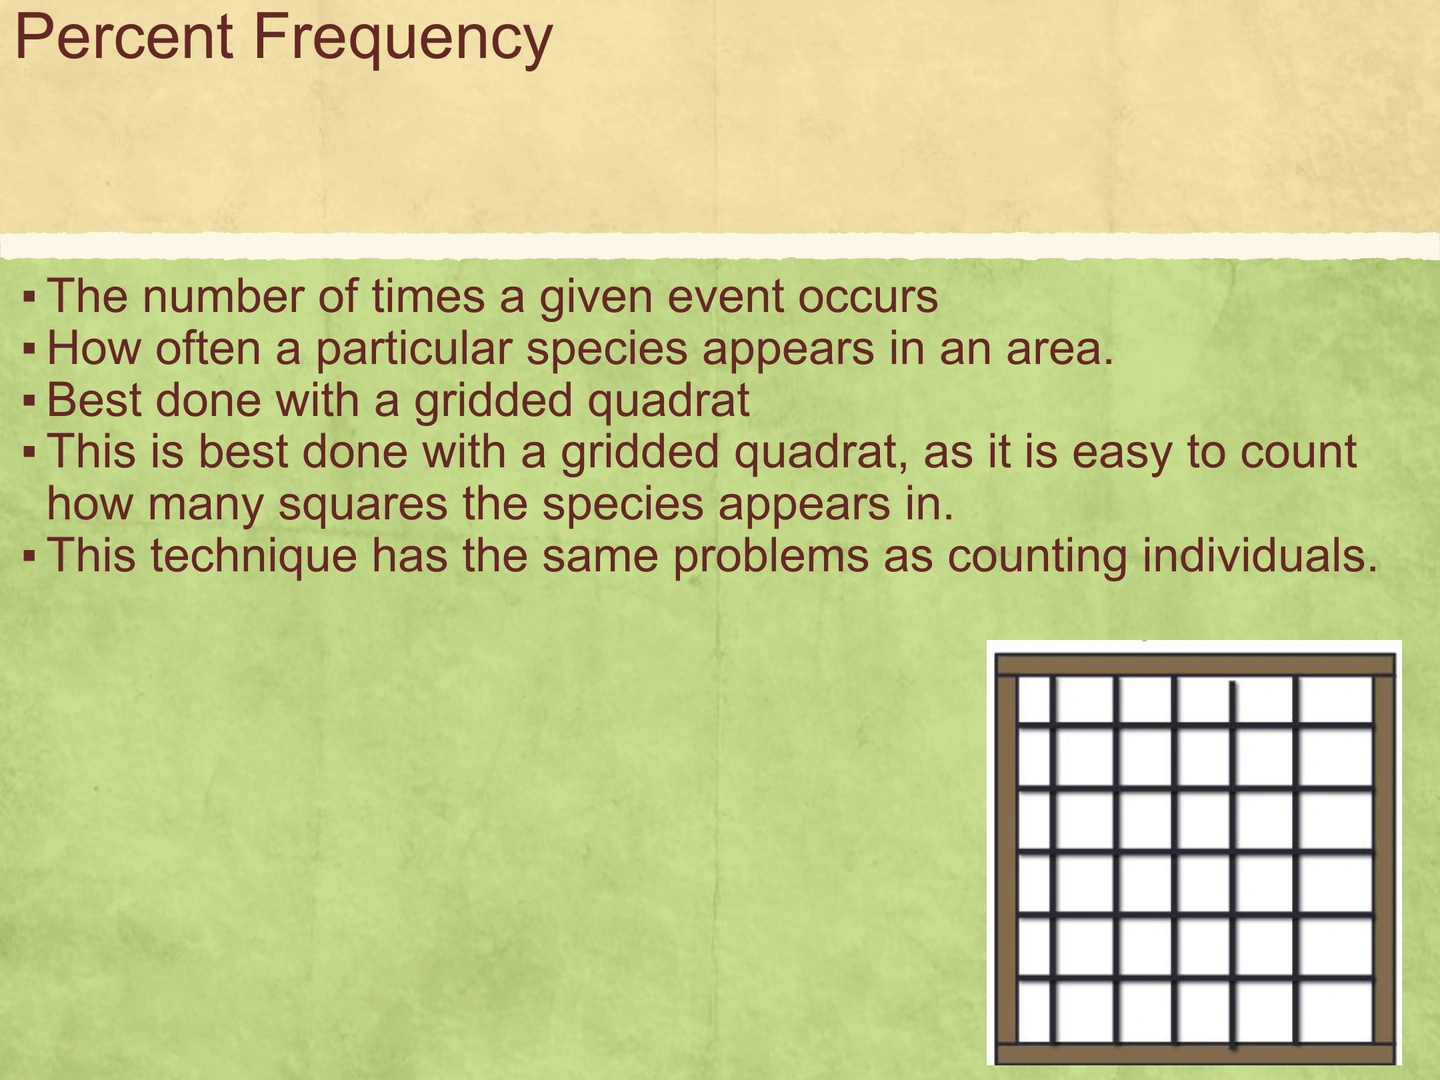 Percent Frequency
▪ The number of times a given event occurs
▪ How often a particular species appears in an area.
▪ Best done with a gridded quadrat
▪ This is best done with a gridded quadrat, as it is easy to count
how many squares the species appears in.
▪ This technique has the same problems as counting individuals.